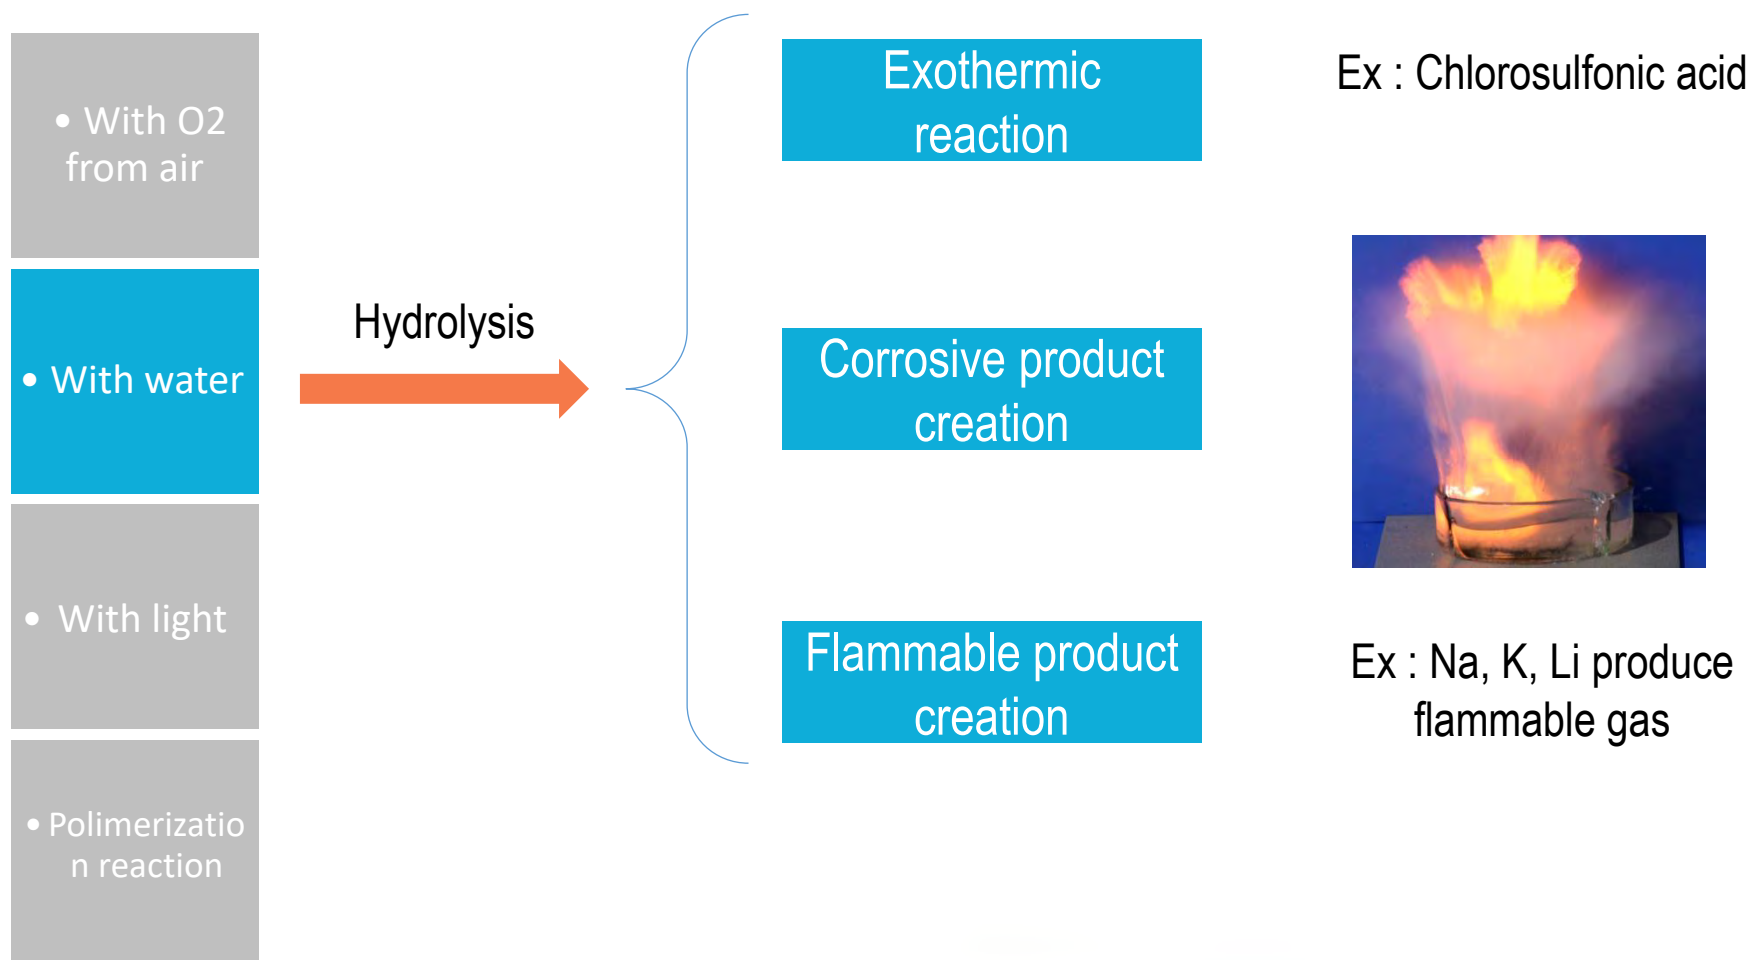 • With O2
from air
• With water
• With light
• Polimerizatio
n reaction
Hydrolysis
Exothermic
reaction
Corrosive product
creation
Flammable product
creation
Ex : Chlorosulfonic acid
Ex : Na, K, Li produce
flammable gas